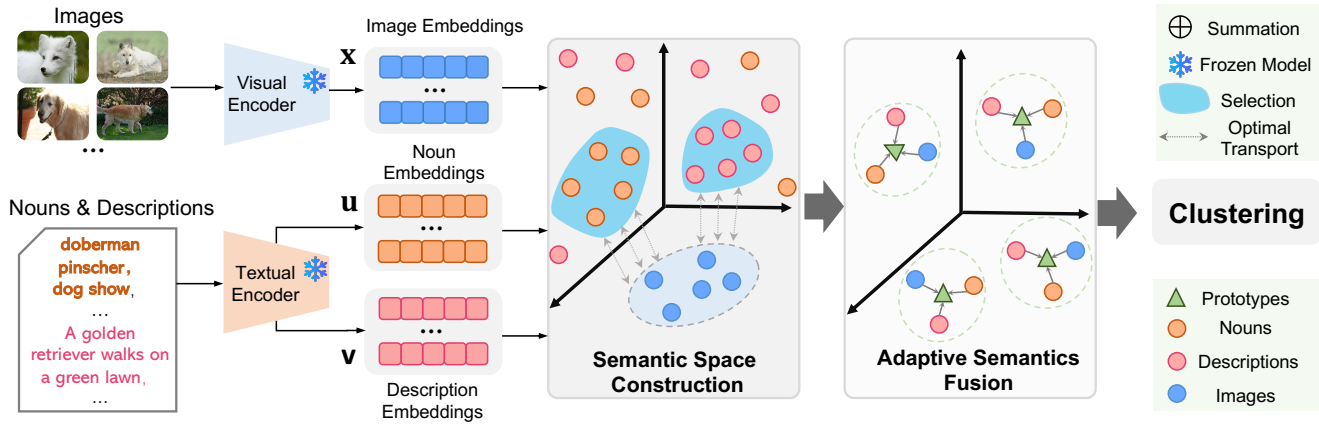 Images
...
Visual
Encoder
x
Image Embeddings
...
Noun
Embeddings
Nouns & Descriptions
doberman
pinscher,
dog show,
...
A golden
retriever walks on
a green lawn,
...
Textual
Encoder
u
...
v
...
Description
Embeddings
Semantic Space
Construction
Adaptive Semantics
Fusion
Clustering
Summation
Frozen Model
Selection
Optimal
Transport
Prototypes
Nouns
Descriptions
Images